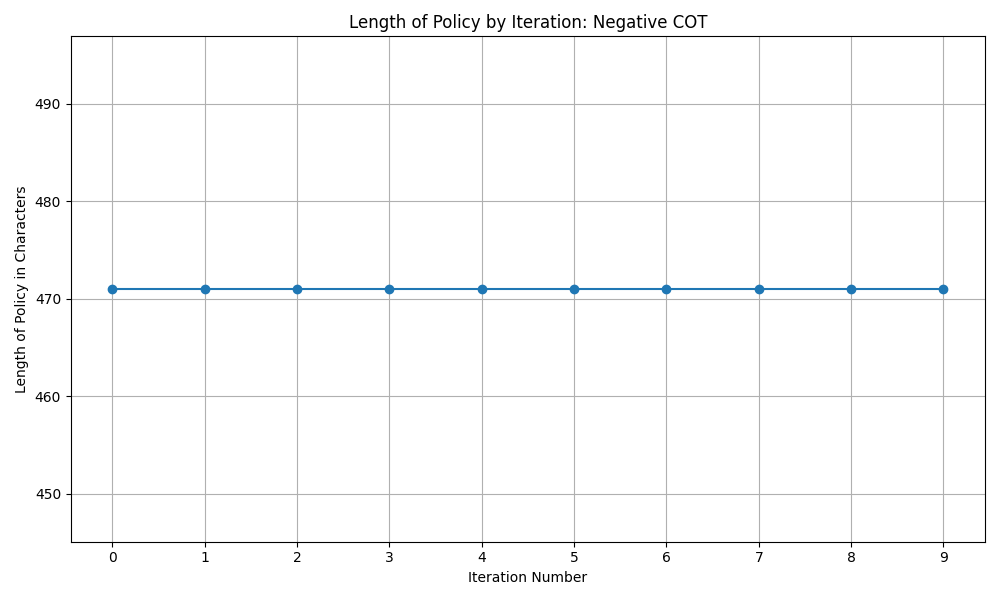 Length of Policy by Iteration: Negative COT
490
480
470
460
450
Length of Policy in Characters
0 1 2 3 4 5 6 7 8 9
Iteration Number